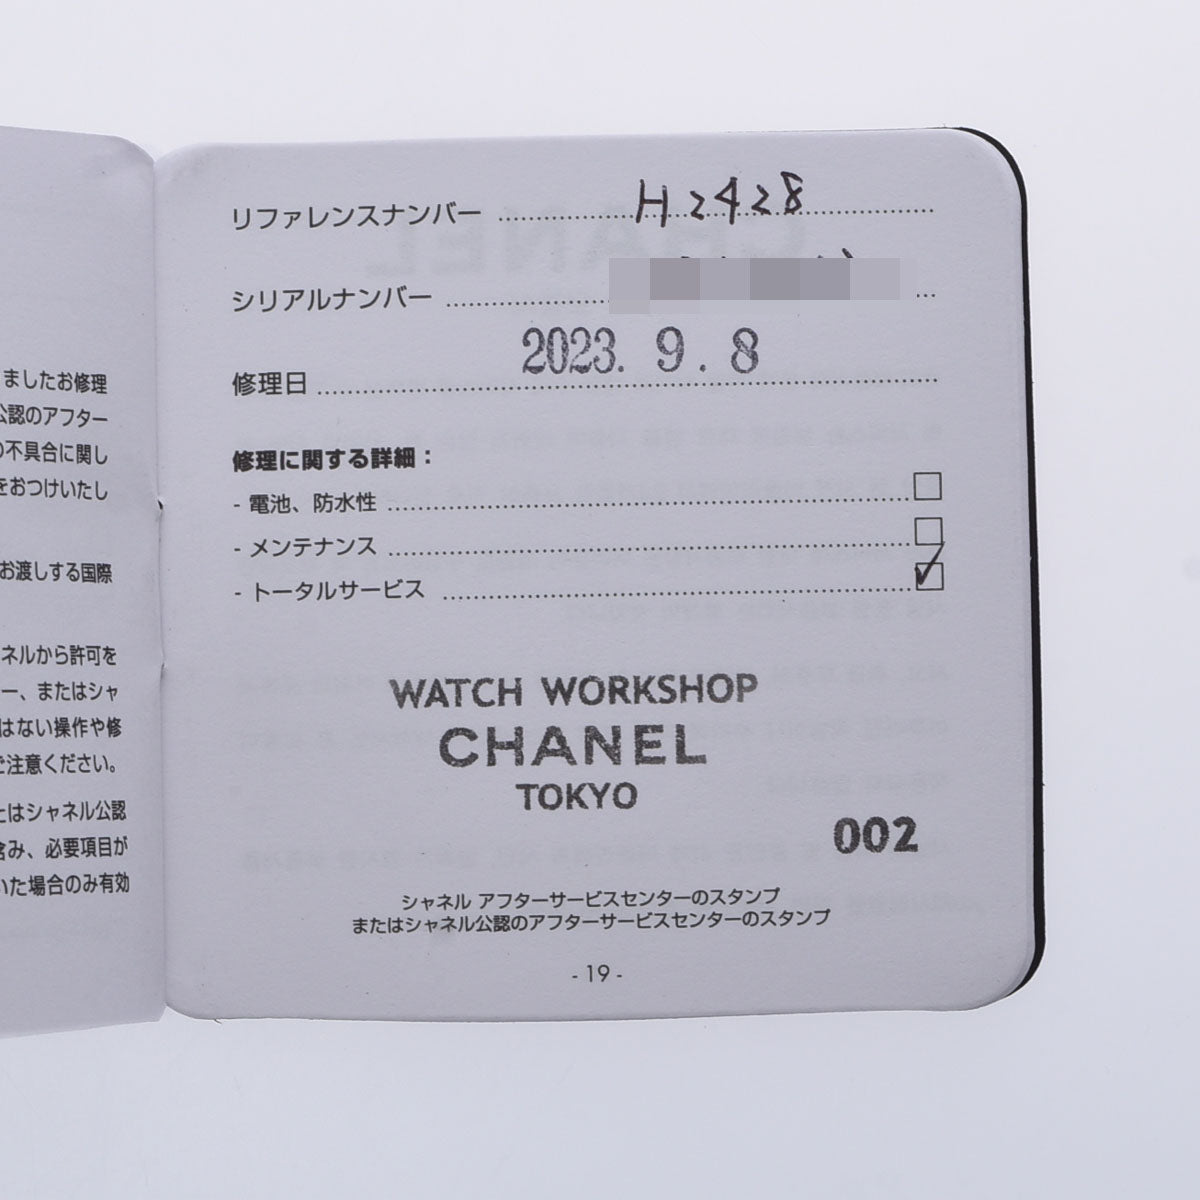 ましたお修理
公認のアフター
の不具合に関し
をおつけいたし
お渡しする国際
ネルから許可を
ー、またはシャ
はない操作や修
ご注意ください。
たはシャネル公認
含み、必要項目が
いた場合のみ有効
リファレンスナンバー H2428
シリアルナンバー
2023. 9. 8
修理日
修理に関する詳細：
- 電池、防水性
- メンテナンス
- トータルサービス
WATCH WORKSHOP
CHANEL
TOKYO
002
シャネル アフターサービスセンターのスタンプ
またはシャネル公認のアフターサービスセンターのスタンプ
- 19 -